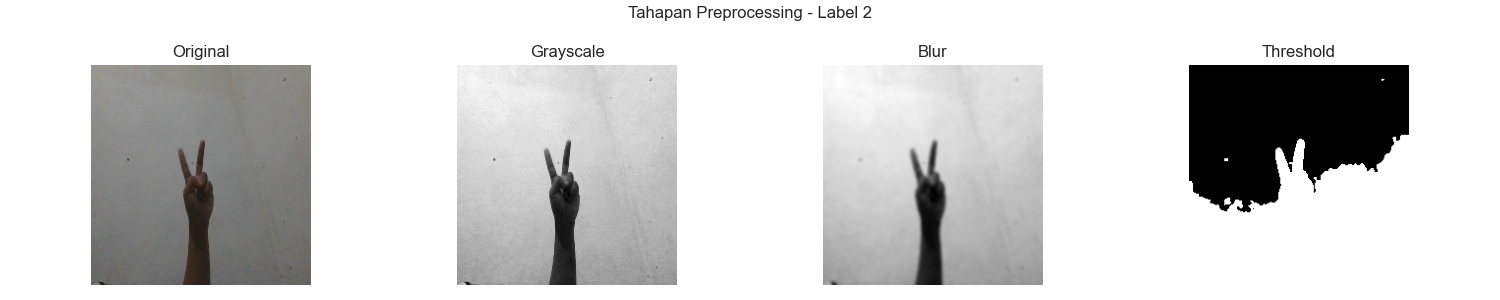 Tahapan Preprocessing - Label 2
Original
Grayscale
Blur
Threshold